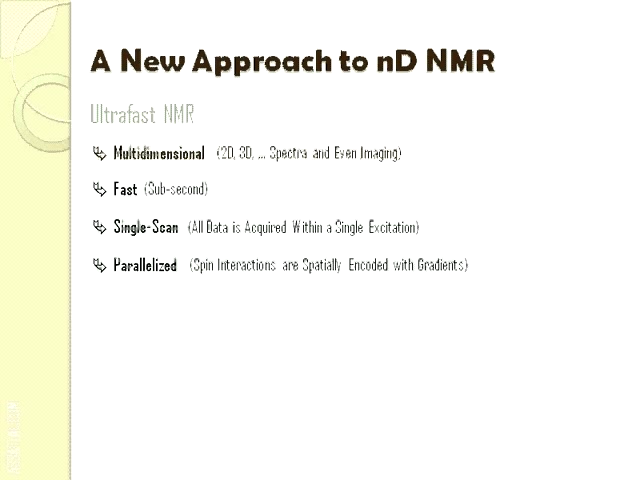 A New Approach to nD NMR
Ultrafast NMR
Multidimensional (2D, 3D, ... Spectra and Even Imaging)
Fast (Sub-second)
Single-Scan (All Data is Acquired Within a Single Excitation)
Parallelized (Spin Interactions are Spatially Encoded with Gradients)